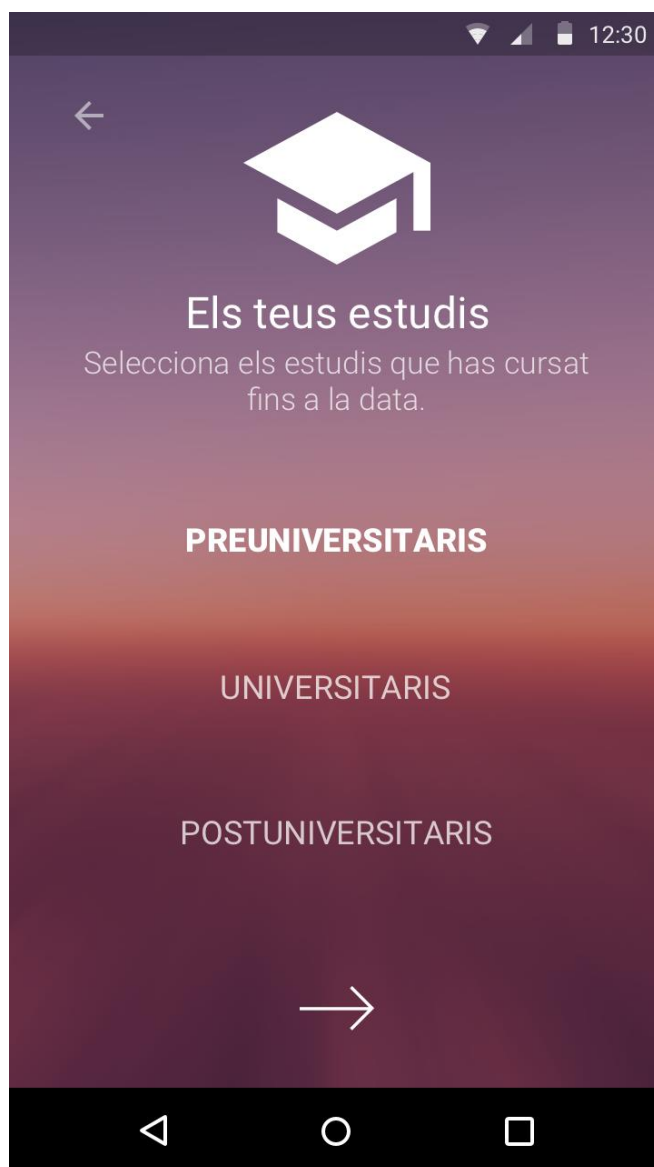 12:30
Els teus estudis
Selecciona els estudis que has cursat
fins a la data.
PREUNIVERSITARIS
UNIVERSITARIS
POSTUNIVERSITARIS